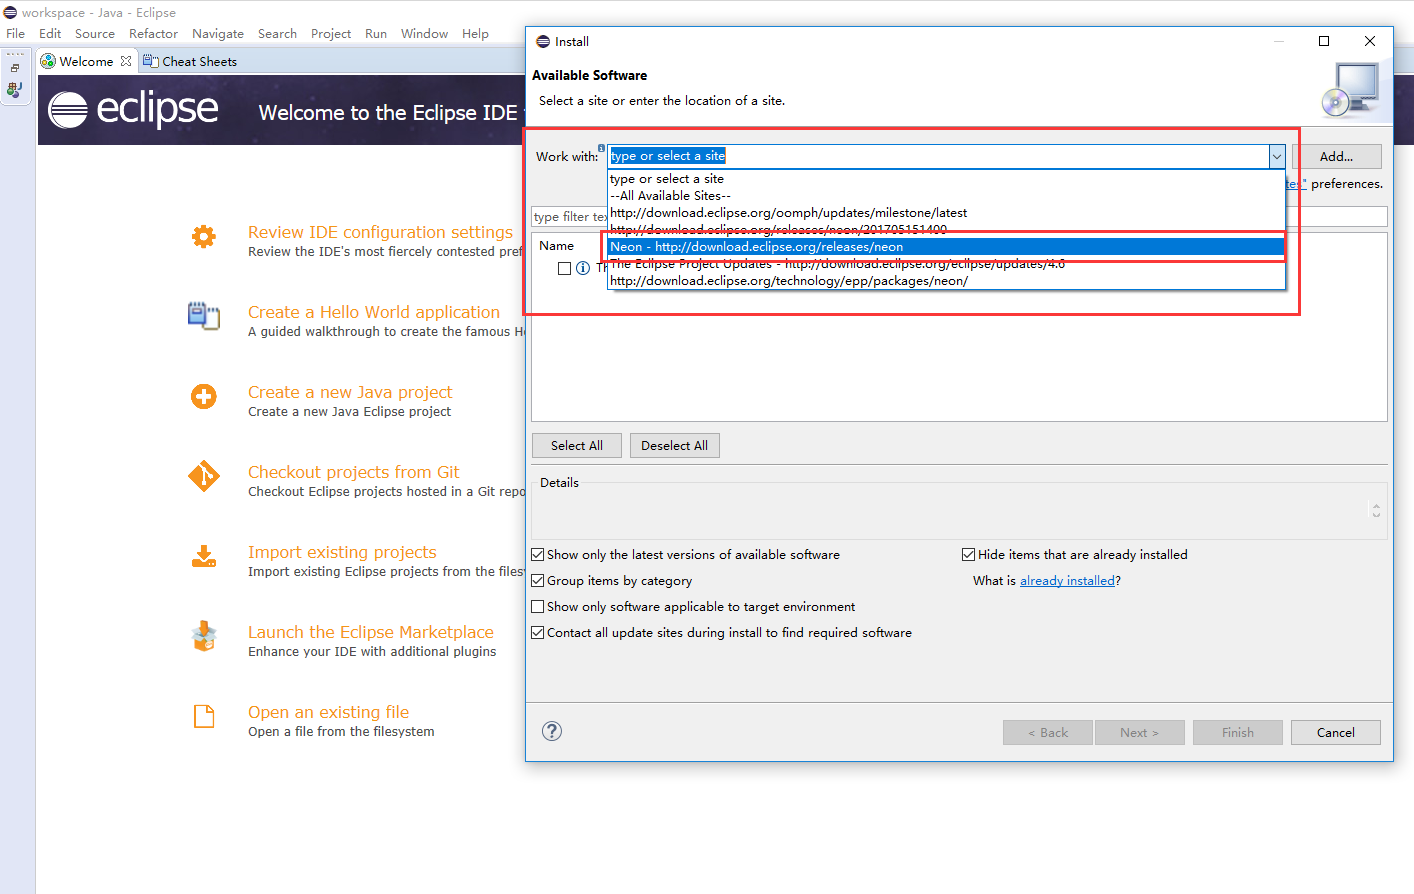 workspace - Java - Eclipse
File Edit Source Refactor Navigate Search Project Run Window Help
Welcome
Cheat Sheets
eclipse
Welcome to the Eclipse IDE
Review IDE configuration settings
Review the IDE's most fiercely contested pref
Create a Hello World application
A guided walkthrough to create the famous H
Create a new Java project
Create a new Java Eclipse project
Checkout projects from Git
Checkout Eclipse projects hosted in a Git repo
Import existing projects
Import existing Eclipse projects from the files
Launch the Eclipse Marketplace
Enhance your IDE with additional plugins
Open an existing file
Open a file from the filesystem
Install
Available Software
Select a site or enter the location of a site.
Work with: type or select a site
Add...
type or select a site
--All Available Sites--
http://download.eclipse.org/oomph/updates/milestone/latest
http://download.eclipse.org/releases/neon/201705151400
Neon - http://download.eclipse.org/releases/neon
The Eclipse Project Updates - http://download.eclipse.org/eclipse/updates/4.6
http://download.eclipse.org/technology/epp/packages/neon/
tes" preferences.
type filter tex
Name
Th
Select All
Deselect All
Details
Show only the latest versions of available software
Hide items that are already installed
Group items by category
What is already installed?
Show only software applicable to target environment
Contact all update sites during install to find required software
< Back
Next >
Finish
Cancel